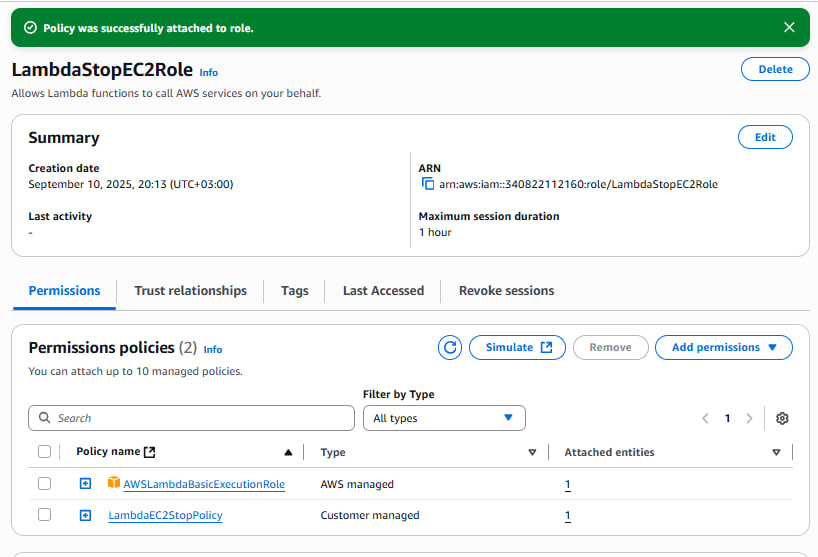 Policy was successfully attached to role.
LambdaStopEC2Role Info
Delete
Allows Lambda functions to call AWS services on your behalf.
Summary
Edit
Creation date
September 10, 2025, 20:13 (UTC+03:00)
ARN
arn:aws:iam::340822112160:role/LambdaStopEC2Role
Last activity
-
Maximum session duration
1 hour
Permissions Trust relationships Tags Last Accessed Revoke sessions
Permissions policies (2) Info
Simulate Remove Add permissions
You can attach up to 10 managed policies.
Filter by Type
Search All types 1
Policy name Type Attached entities
AWSLambdaBasicExecutionRole AWS managed 1
LambdaEC2StopPolicy Customer managed 1